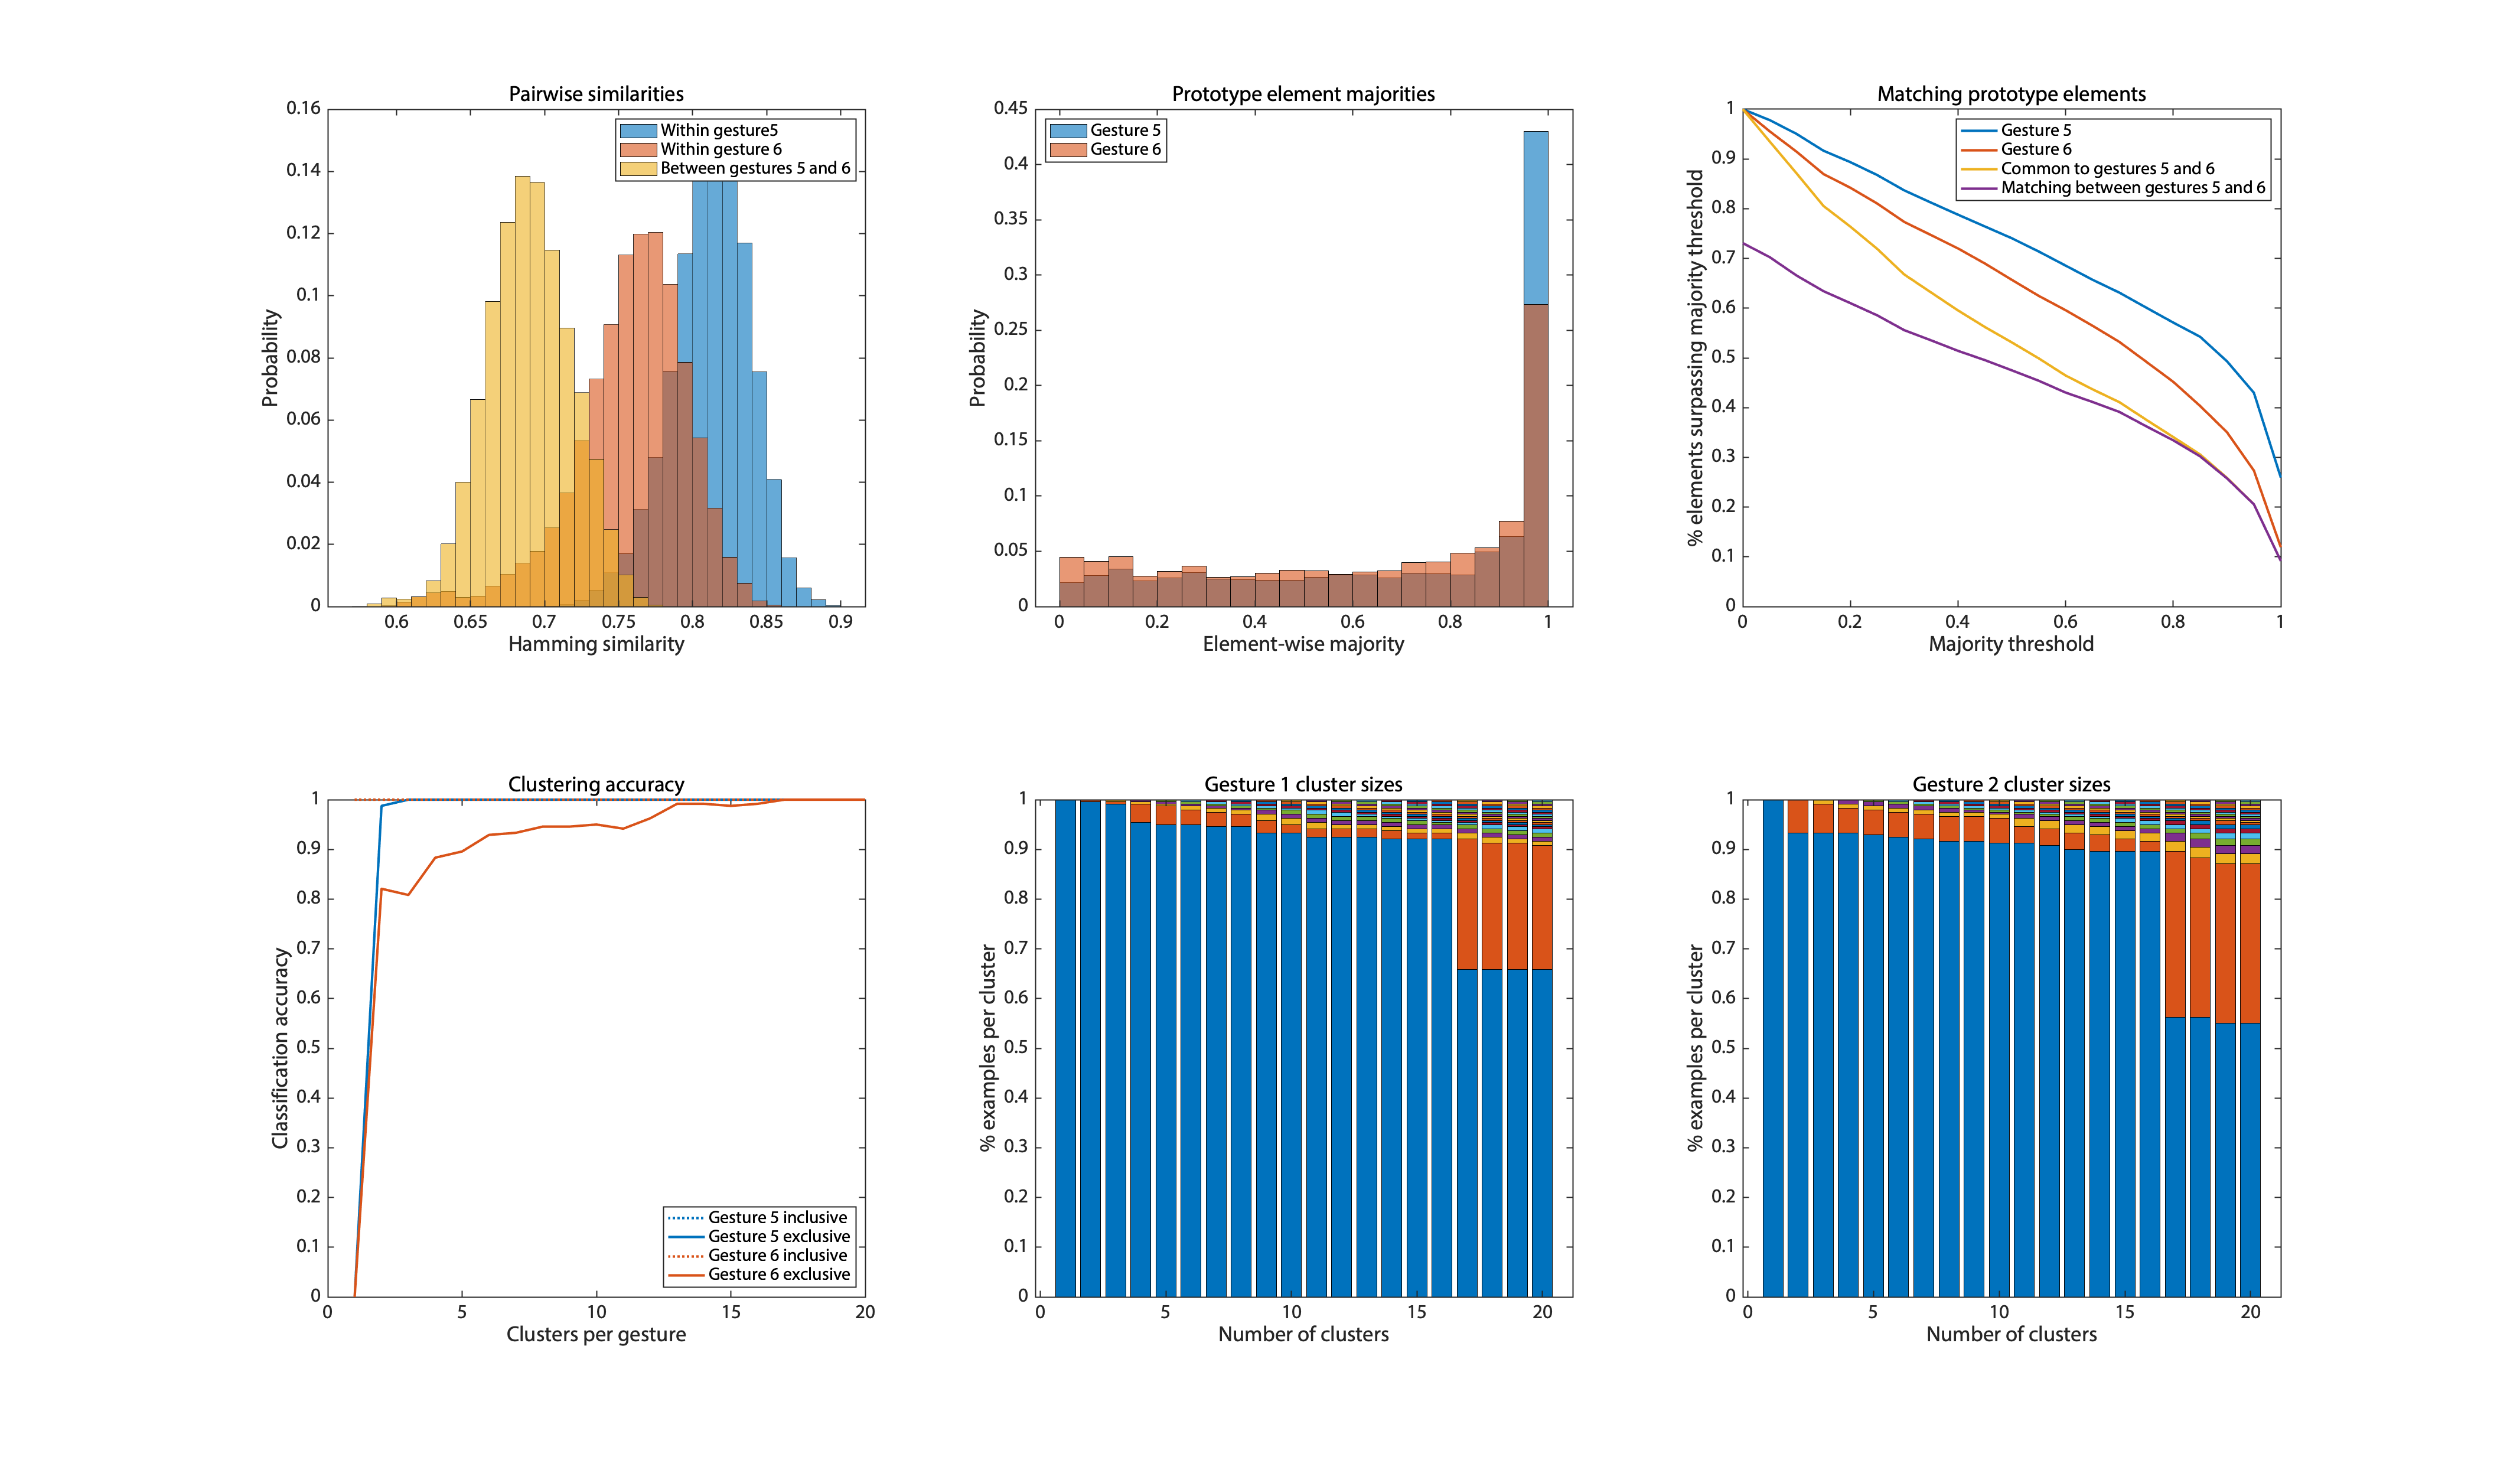 Pairwise similarities
0.16
0.14
0.12
0.1
0.08
0.06
0.04
0.02
0
Probability
Within gesture5
Within gesture 6
Between gestures 5 and 6
0.6 0.65 0.7 0.75 0.8 0.85 0.9
Hamming similarity
Prototype element majorities
0.45
0.4
0.35
0.3
0.25
0.2
0.15
0.1
0.05
0
Probability
Gesture 5
Gesture 6
0 0.2 0.4 0.6 0.8 1
Element-wise majority
Matching prototype elements
1
0.9
0.8
0.7
0.6
0.5
0.4
0.3
0.2
0.1
0
% elements surpassing majority threshold
Gesture 5
Gesture 6
Common to gestures 5 and 6
Matching between gestures 5 and 6
0 0.2 0.4 0.6 0.8 1
Majority threshold
Clustering accuracy
1
0.9
0.8
0.7
0.6
0.5
0.4
0.3
0.2
0.1
0
Classification accuracy
Gesture 5 inclusive
Gesture 5 exclusive
Gesture 6 inclusive
Gesture 6 exclusive
0 5 10 15 20
Clusters per gesture
Gesture 1 cluster sizes
1
0.9
0.8
0.7
0.6
0.5
0.4
0.3
0.2
0.1
0
% examples per cluster
0 5 10 15 20
Number of clusters
Gesture 2 cluster sizes
1
0.9
0.8
0.7
0.6
0.5
0.4
0.3
0.2
0.1
0
% examples per cluster
0 5 10 15 20
Number of clusters